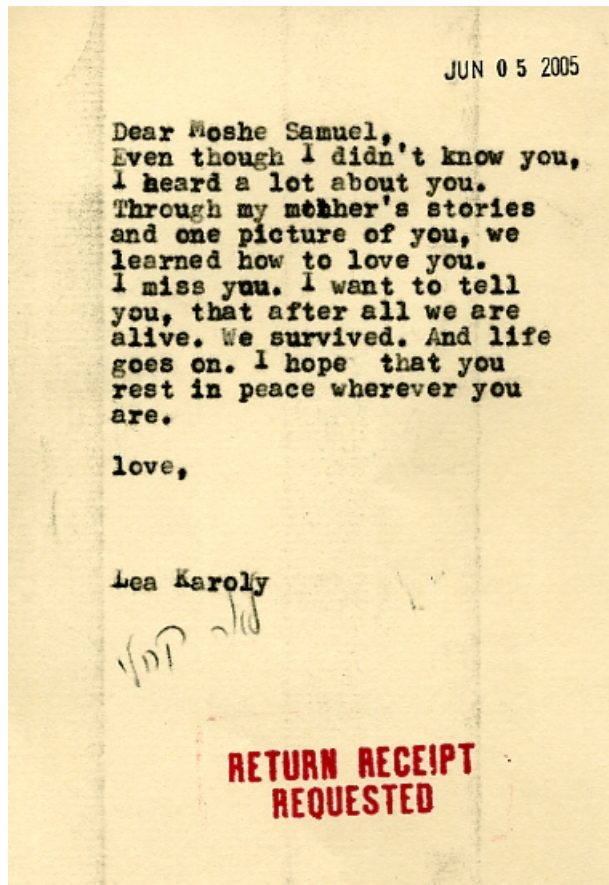 JUN 05 2005
Dear Moshe Samuel,
Even though I didn't know you,
I heard a lot about you.
Through my mother's stories
and one picture of you, we
learned how to love you.
I miss you. I want to tell
you, that after all we are
alive. We survived. And life
goes on. I hope that you
rest in peace wherever you
are.
love,
Lea Karoly
לאה קרולי
RETURN RECEIPT
REQUESTED